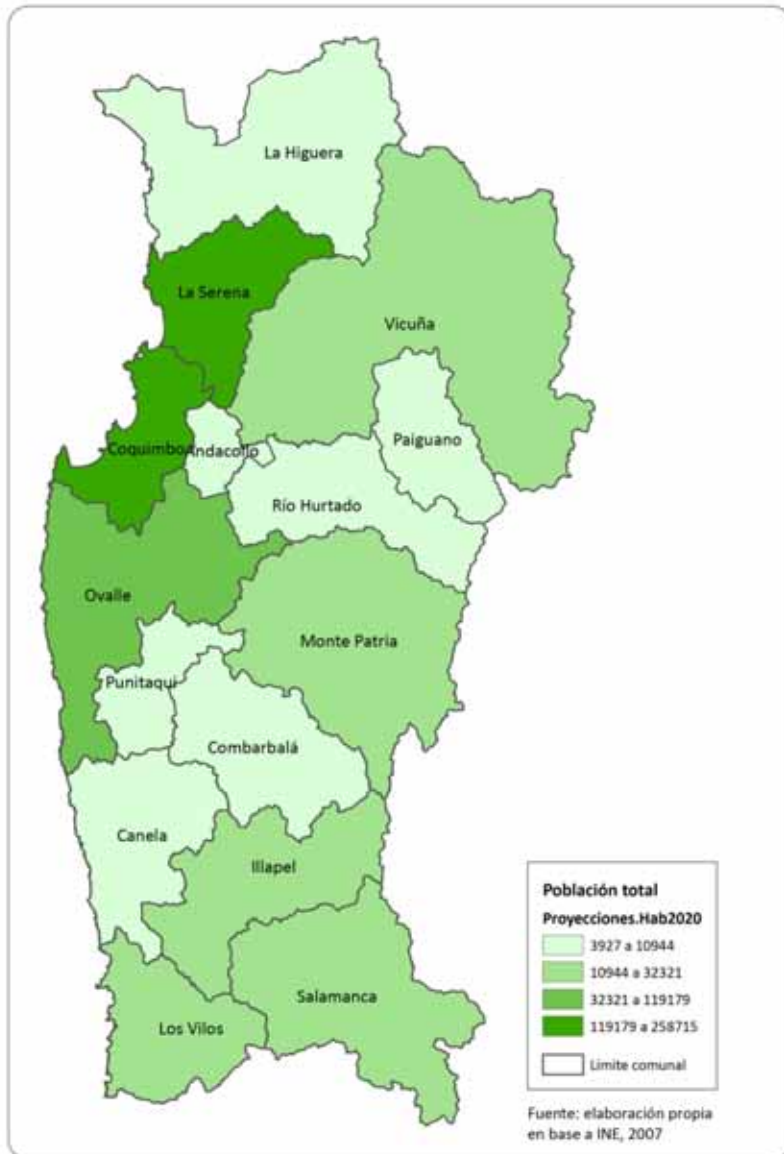 La Higuera
La Serena
Vicuña
Coquimbo
Andacollo
Paiguano
Río Hurtado
Ovalle
Monte Patria
Punitaqui
Combarbalá
Canela
Illapel
Salamanca
Los Vilos
Población total
Proyecciones.Hab2020
3927 a 10944
10944 a 32321
32321 a 119179
119179 a 258715
Limite comunal
Fuente: elaboración propia
en base a INE, 2007